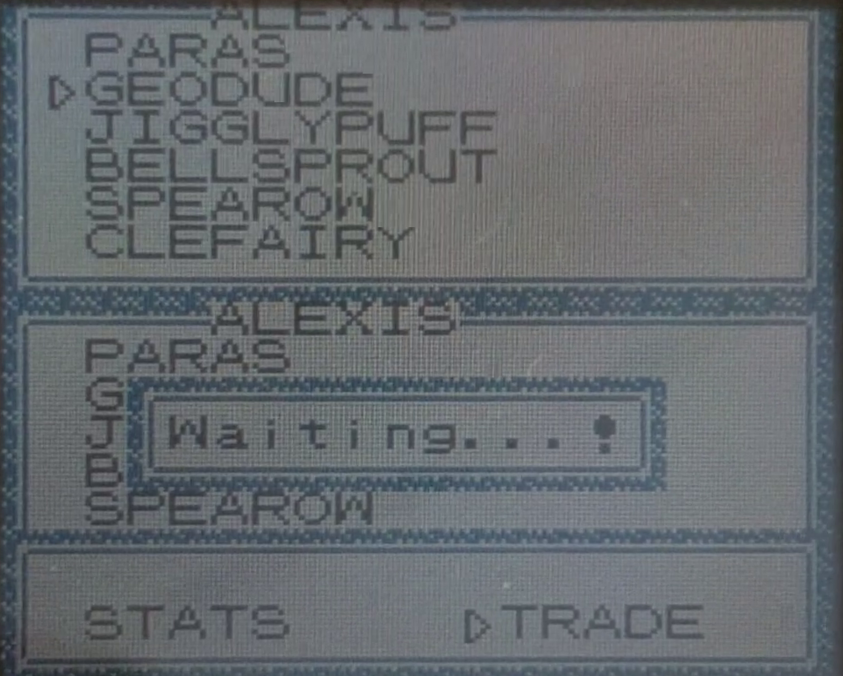 ALEXIS
PARAS
▷GEODUDE
JIGGLYPUFF
BELLSPROUT
SPEAROW
CLEFAIRY
ALEXIS
PARAS
G
J
B
Waiting...!
SPEAROW
STATS ▷TRADE